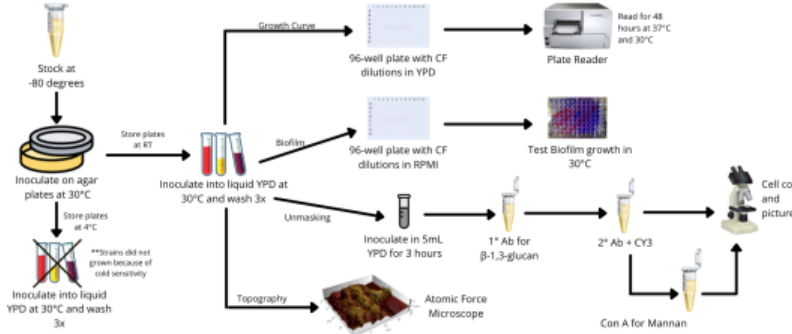 Stock at
-80 degrees
Inoculate on agar
plates at 30°C
Store plates
at RT
Store plates
at 4°C
**Strains did not
grown because of
cold sensitivity
Inoculate into liquid
YPD at 30°C and wash
3x
Inoculate into liquid YPD at
30°C and wash 3x
Growth Curve
96-well plate with CF
dilutions in YPD
Plate Reader
Read for 48
hours at 37°C
and 30°C
Biofilm
96-well plate with CF
dilutions in RPMI
Test Biofilm growth in
30°C
Unmasking
Inoculate in 5mL
YPD for 3 hours
1° Ab for
β-1,3-glucan
2° Ab + CY3
Con A for Mannan
Cell co
and
picture
Topography
Atomic Force
Microscope